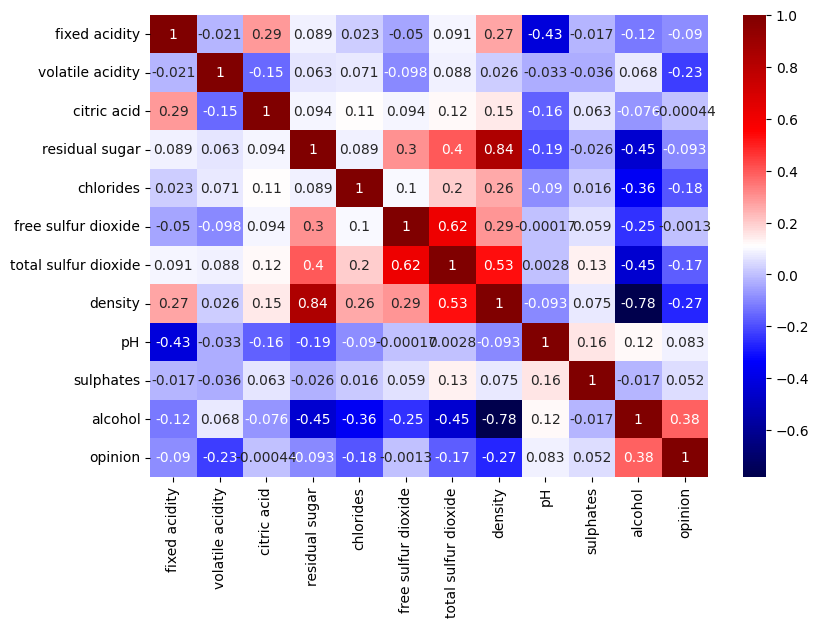 fixed acidity 1 -0.021 0.29 0.089 0.023 -0.05 0.091 0.27 -0.43 -0.017 -0.12 -0.09
volatile acidity -0.021 1 -0.15 0.063 0.071 -0.098 0.088 0.026 -0.033 -0.036 0.068 -0.23
citric acid 0.29 -0.15 1 0.094 0.11 0.094 0.12 0.15 -0.16 0.063 -0.076 -0.00044
residual sugar 0.089 0.063 0.094 1 0.089 0.3 0.4 0.84 -0.19 -0.026 -0.45 -0.093
chlorides 0.023 0.071 0.11 0.089 1 0.1 0.2 0.26 -0.09 0.016 -0.36 -0.18
free sulfur dioxide -0.05 -0.098 0.094 0.3 0.1 1 0.62 0.29 -0.00017 0.059 -0.25 -0.0013
total sulfur dioxide 0.091 0.088 0.12 0.4 0.2 0.62 1 0.53 0.0028 0.13 -0.45 -0.17
density 0.27 0.026 0.15 0.84 0.26 0.29 0.53 1 -0.093 0.075 -0.78 -0.27
pH -0.43 -0.033 -0.16 -0.19 -0.09 -0.00017 0.0028 -0.093 1 0.16 0.12 0.083
sulphates -0.017 -0.036 0.063 -0.026 0.016 0.059 0.13 0.075 0.16 1 -0.017 0.052
alcohol -0.12 0.068 -0.076 -0.45 -0.36 -0.25 -0.45 -0.78 0.12 -0.017 1 0.38
opinion -0.09 -0.23 -0.00044 -0.093 -0.18 -0.0013 -0.17 -0.27 0.083 0.052 0.38 1
fixed acidity
volatile acidity
citric acid
residual sugar
chlorides
free sulfur dioxide
total sulfur dioxide
density
pH
sulphates
alcohol
opinion
1.0
0.8
0.6
0.4
0.2
0.0
−0.2
−0.4
−0.6